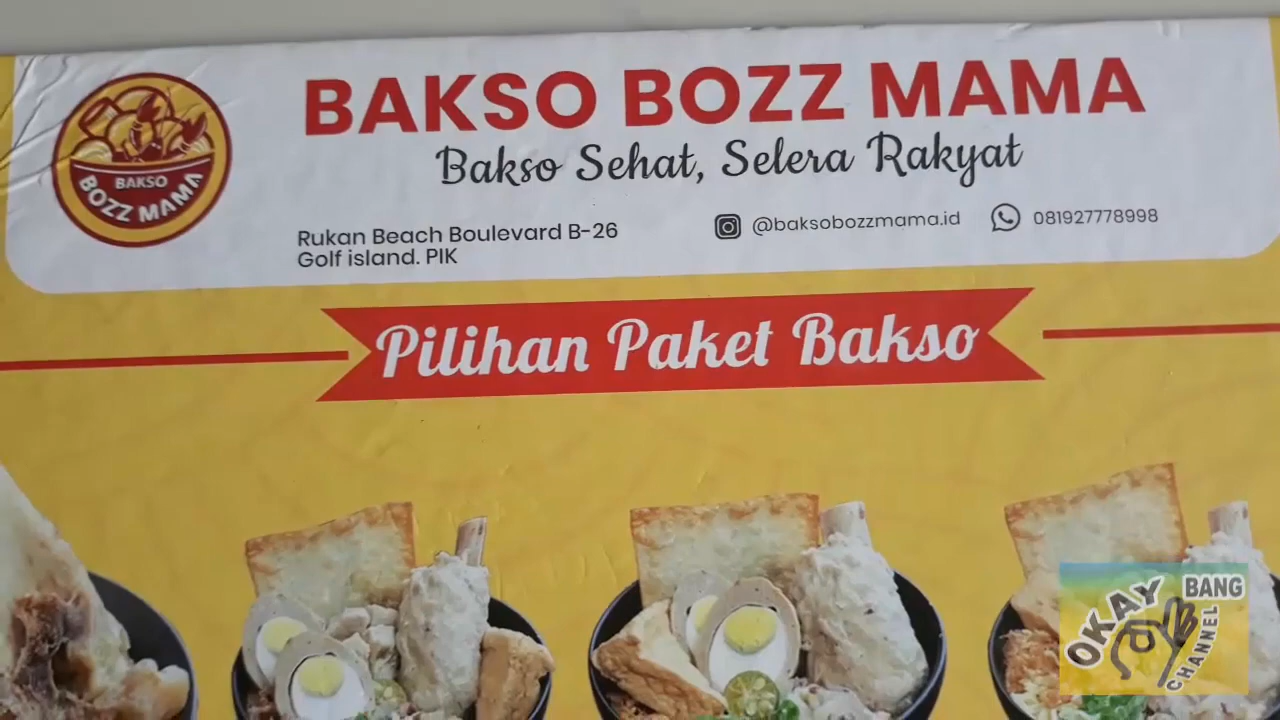 BAKSO BOZZ MAMA
Bakso Sehat, Selera Rakyat
BAKSO
BOZZ MAMA
Rukan Beach Boulevard B-26
Golf island. PIK
@baksobozzmama.id
081927778998
Pilihan Paket Bakso
OKAY
BANG
CHANNEL